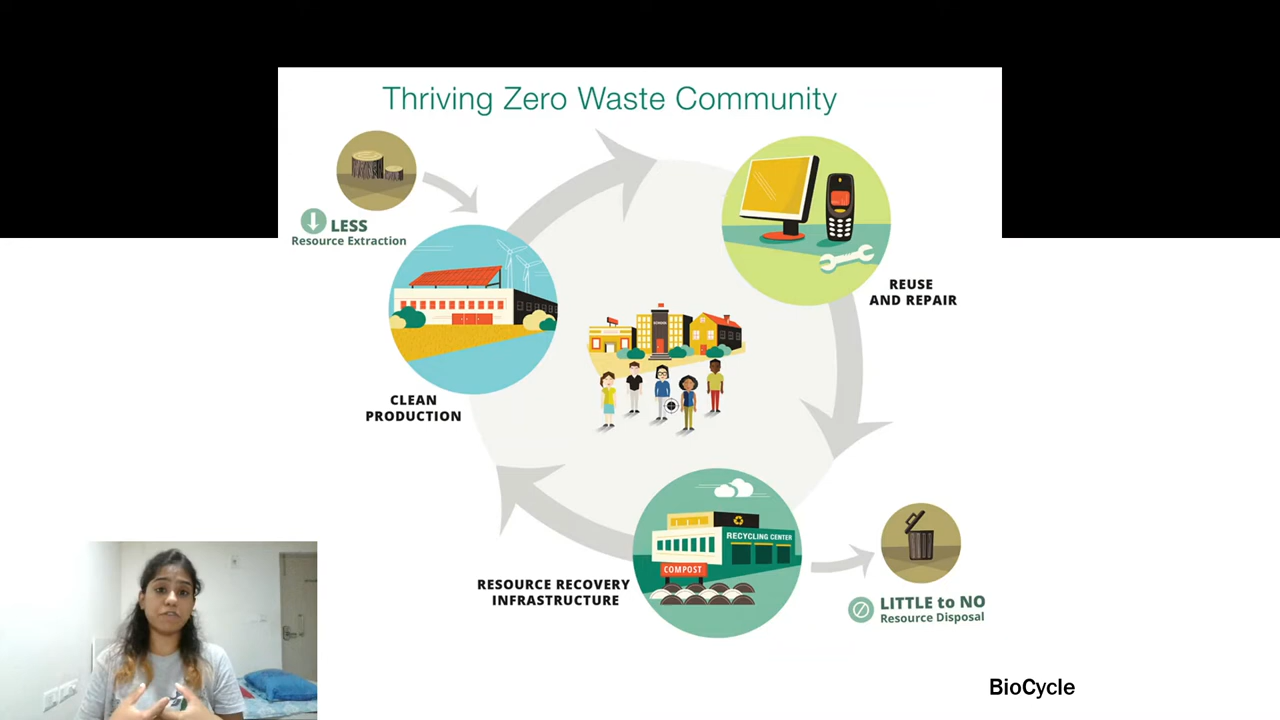 Thriving Zero Waste Community
LESS
Resource Extraction
REUSE
AND REPAIR
CLEAN
PRODUCTION
RECYCLING CENTER
COMPOST
RESOURCE RECOVERY
INFRASTRUCTURE
LITTLE to NO
Resource Disposal
BioCycle